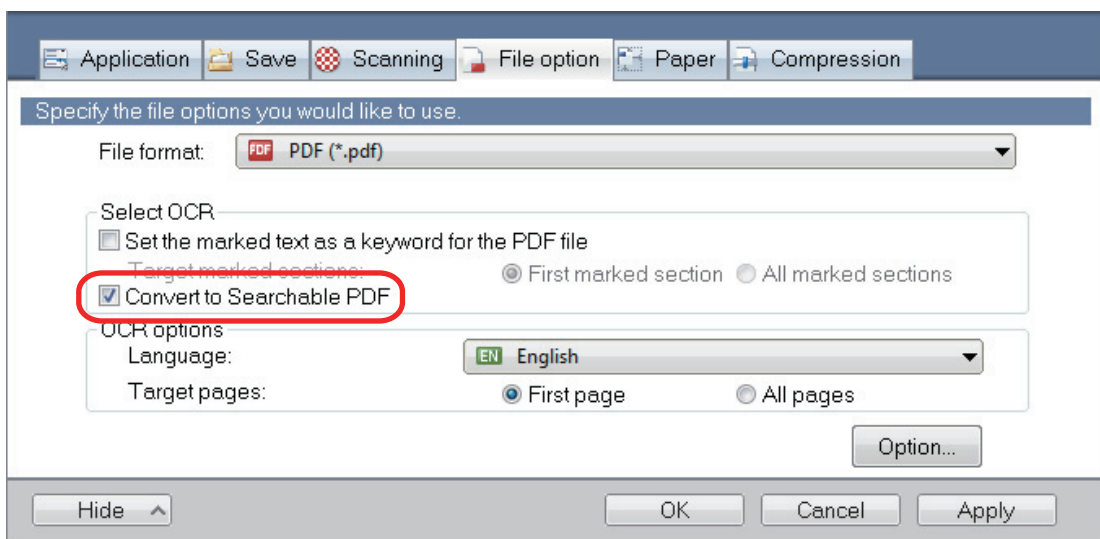 Application Save Scanning File option Paper Compression
Specify the file options you would like to use.
File format: PDF PDF (*.pdf)
Select OCR
Set the marked text as a keyword for the PDF file
Target marked sections: First marked section All marked sections
Convert to Searchable PDF
OCR options
Language: EN English
Target pages: First page All pages
Option...
Hide OK Cancel Apply